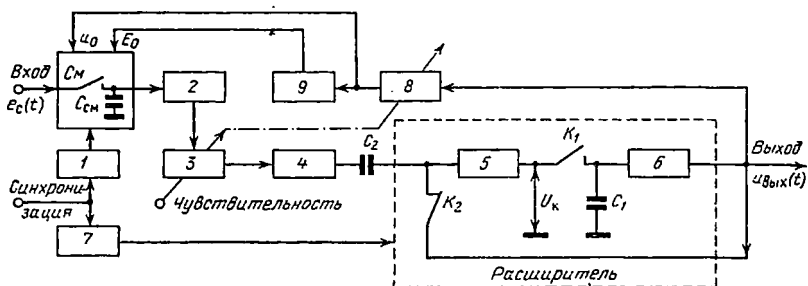 u₀
E₀
Вход
e_c(t)
См
C_см
2
9
8
1
3
4
C₂
5
K₁
6
Выход
u_вых(t)
Чувствительность
K₂
U_к
C₁
Синхрони-
зация
7
Расширитель